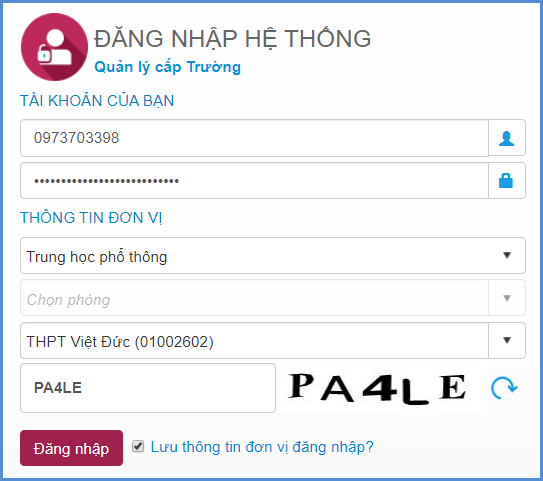 ĐĂNG NHẬP HỆ THỐNG
Quản lý cấp Trường
TÀI KHOẢN CỦA BẠN
0973703398
•••••••••••••••••••••••••••
THÔNG TIN ĐƠN VỊ
Trung học phổ thông
Chọn phòng
THPT Việt Đức (01002602)
PA4LE PA4LE
Đăng nhập Lưu thông tin đơn vị đăng nhập?